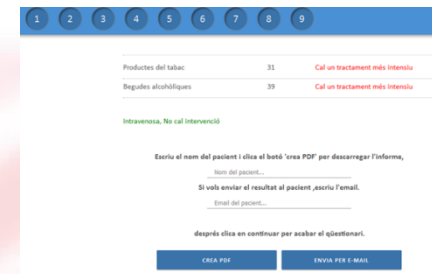 1 2 3 4 5 6 7 8 9
Productes del tabac 31 Cal un tractament més intensiu
Begudes alcohòliques 39 Cal un tractament més intensiu
Intravenosa, No cal intervenció
Escriu el nom del pacient i clica el botó 'crea PDF' per descarregar l'informe,
Nom del pacient...
Si vols enviar el resultat al pacient ,escriu l'email.
Email del pecient...
després clica en continuar per acabar el qüestionari.
CREA PDF ENVIA PER E-MAIL